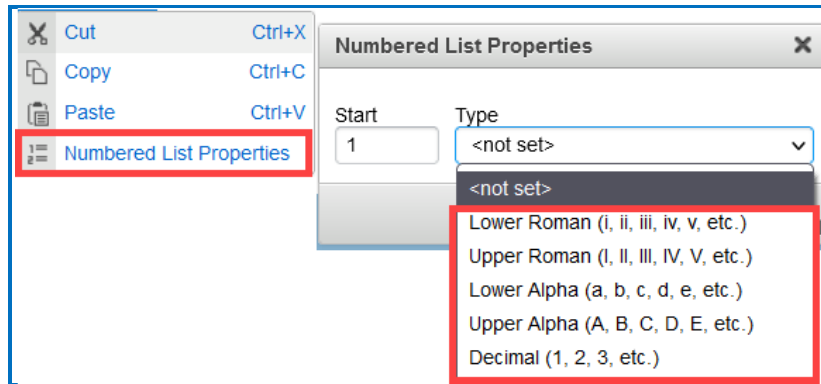 Cut Ctrl+X
Copy Ctrl+C
Paste Ctrl+V
Numbered List Properties
Numbered List Properties
Start Type
1 <not set>
<not set>
Lower Roman (i, ii, iii, iv, v, etc.)
Upper Roman (I, II, III, IV, V, etc.)
Lower Alpha (a, b, c, d, e, etc.)
Upper Alpha (A, B, C, D, E, etc.)
Decimal (1, 2, 3, etc.)